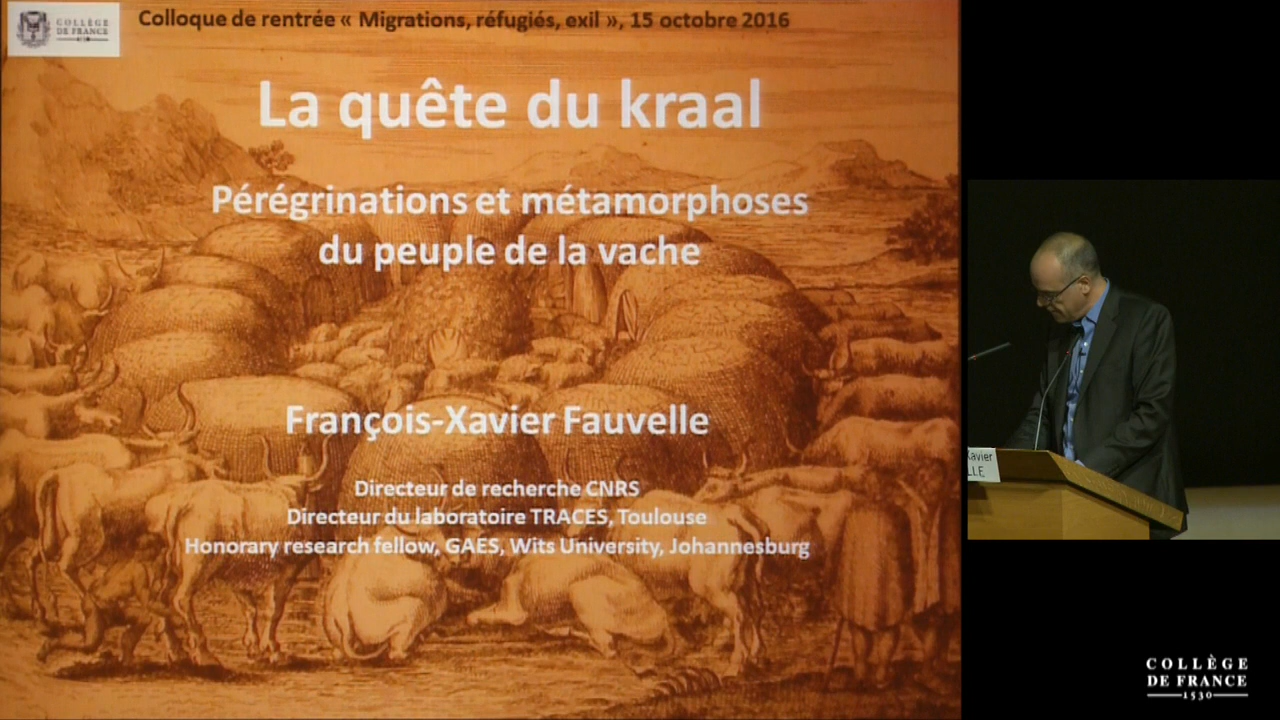 COLLÈGE
DE FRANCE
Colloque de rentrée « Migrations, réfugiés, exil », 15 octobre 2016
La quête du kraal
Pérégrinations et métamorphoses
du peuple de la vache
François-Xavier Fauvelle
Directeur de recherche CNRS
Directeur du laboratoire TRACES, Toulouse
Honorary research fellow, GAES, Wits University, Johannesburg
Xavier
LLE
COLLÈGE
DE FRANCE
1530